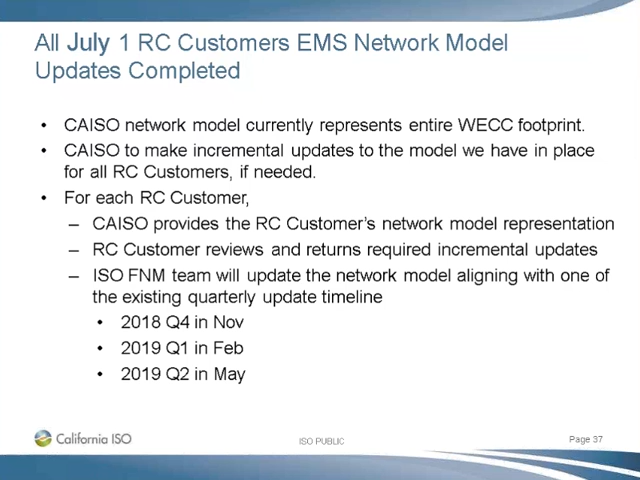 All July 1 RC Customers EMS Network Model
Updates Completed
• CAISO network model currently represents entire WECC footprint.
• CAISO to make incremental updates to the model we have in place
for all RC Customers, if needed.
• For each RC Customer,
– CAISO provides the RC Customer's network model representation
– RC Customer reviews and returns required incremental updates
– ISO FNM team will update the network model aligning with one of
the existing quarterly update timeline
• 2018 Q4 in Nov
• 2019 Q1 in Feb
• 2019 Q2 in May
California ISO
ISO PUBLIC
Page 37